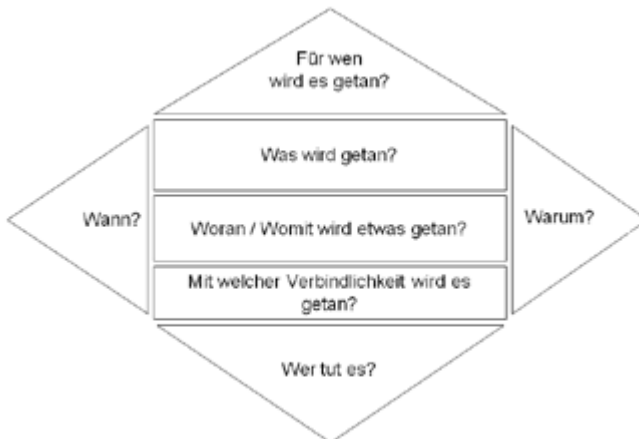 Für wen
wird es getan?
Was wird getan?
Wann?
Woran / Womit wird etwas getan?
Warum?
Mit welcher Verbindlichkeit wird es
getan?
Wer tut es?